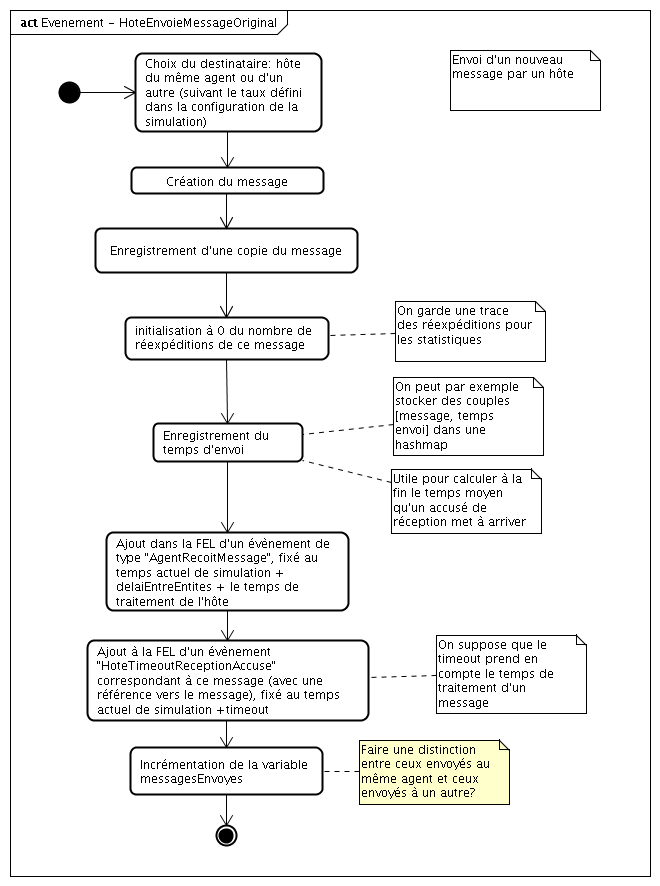 act Evenement - HoteEnvoieMessageOriginal
Choix du destinataire: hôte
du même agent ou d'un
autre (suivant le taux défini
dans la configuration de la
simulation)
Envoi d'un nouveau
message par un hôte
Création du message
Enregistrement d'une copie du message
initialisation à 0 du nombre de
réexpéditions de ce message
On garde une trace
des réexpéditions pour
les statistiques
On peut par exemple
stocker des couples
[message, temps
envoi] dans une
hashmap
Enregistrement du
temps d'envoi
Utile pour calculer à la
fin le temps moyen
qu'un accusé de
réception met à arriver
Ajout dans la FEL d'un évènement de
type "AgentRecoitMessage", fixé au
temps actuel de simulation +
delaiEntreEntites + le temps de
traitement de l'hôte
Ajout à la FEL d'un évènement
"HoteTimeoutReceptionAccuse"
correspondant à ce message (avec une
référence vers le message), fixé au temps
actuel de simulation +timeout
On suppose que le
timeout prend en
compte le temps de
traitement d'un
message
Incrémentation de la variable
messagesEnvoyes
Faire une distinction
entre ceux envoyés au
même agent et ceux
envoyés à un autre?